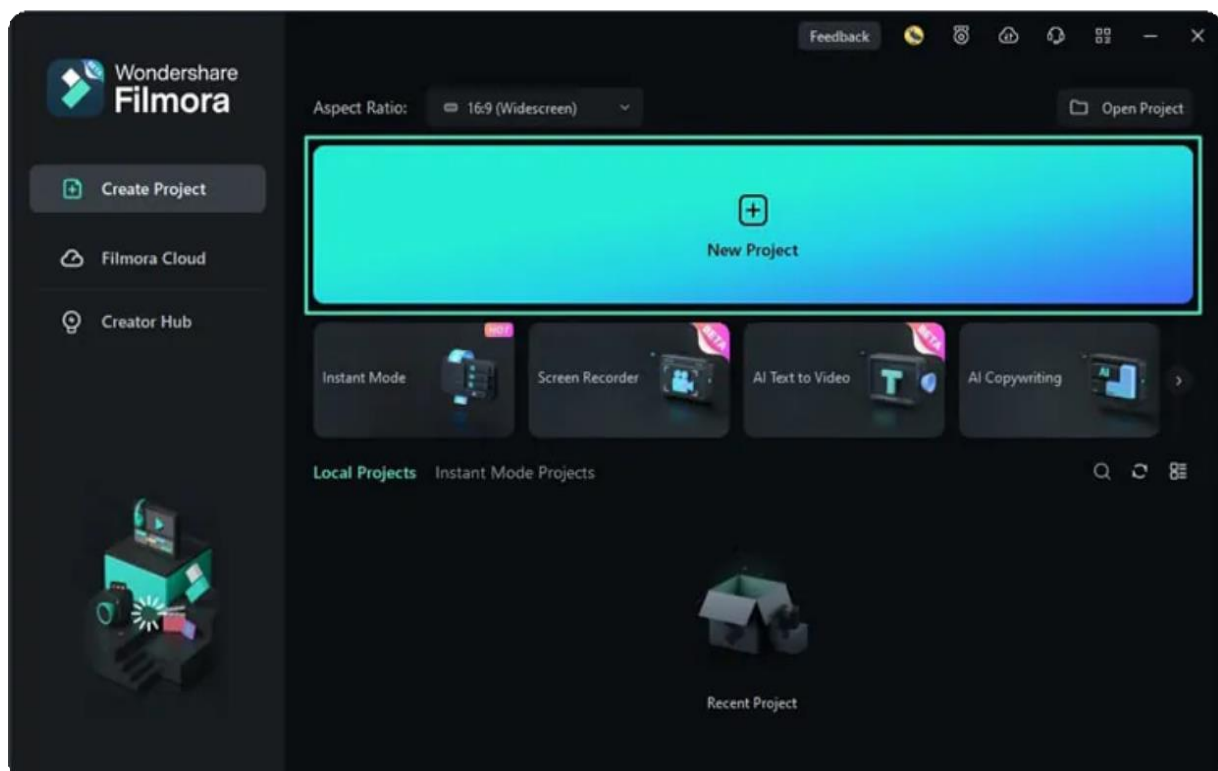 Feedback
Wondershare
Filmora
Aspect Ratio:
16:9 (Widescreen)
Open Project
Create Project
New Project
Filmora Cloud
Creator Hub
HOT
BETA
BETA
Instant Mode
Screen Recorder
AI Text to Video
T
AI Copywriting
AI
Local Projects
Instant Mode Projects
Recent Project